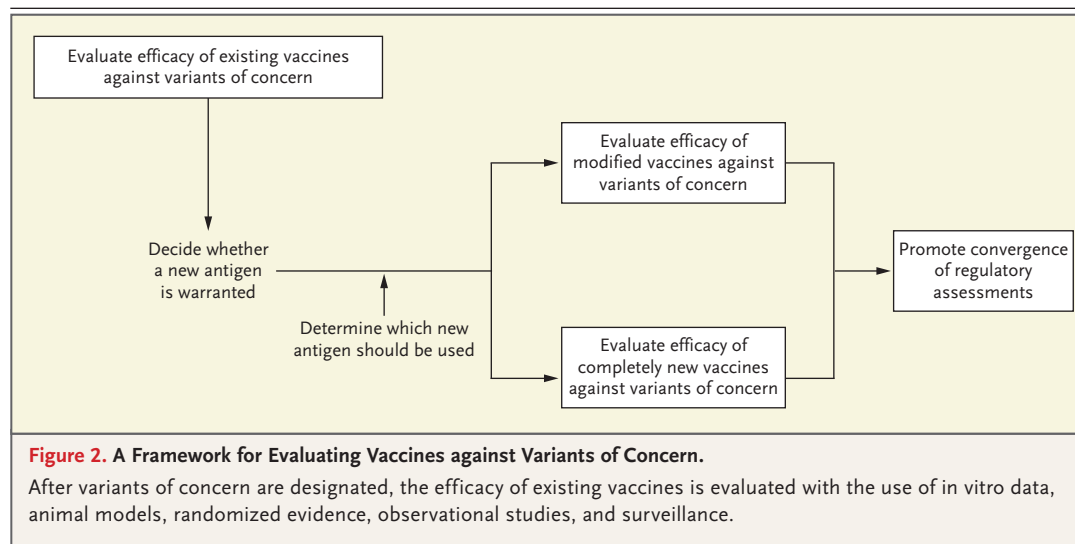 Evaluate efficacy of existing vaccines
against variants of concern
Decide whether
a new antigen
is warranted
Determine which new
antigen should be used
Evaluate efficacy of
modified vaccines against
variants of concern
Evaluate efficacy of
completely new vaccines
against variants of concern
Promote convergence
of regulatory
assessments
Figure 2. A Framework for Evaluating Vaccines against Variants of Concern.
After variants of concern are designated, the efficacy of existing vaccines is evaluated with the use of in vitro data,
animal models, randomized evidence, observational studies, and surveillance.